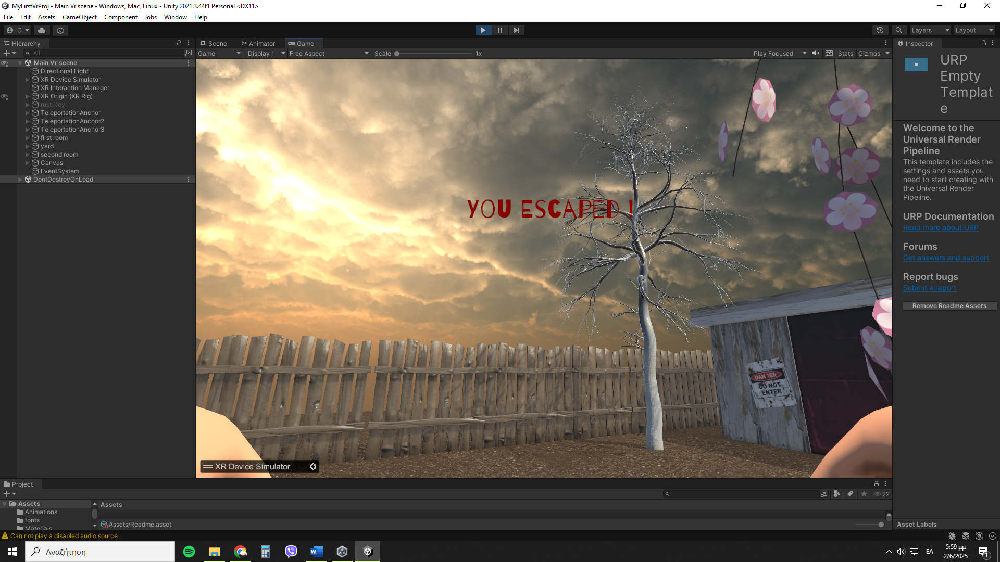 MyFirstVrProj - Main Vr scene - Windows, Mac, Linux - Unity 2021.3.44f1 Personal <DX11>
File Edit Assets GameObject Component Jobs Window Help
C Layers Layout
Hierarchy Scene Animator Game Inspector
All Game Display 1 Free Aspect Scale 1x Play Focused Stats Gizmos
Main Vr scene
Directional Light
XR Device Simulator
XR Interaction Manager
XR Origin (XR Rig)
rust_key
TeleportationAnchor
TeleportationAnchor2
TeleportationAnchor3
first room
yard
second room
Canvas
EventSystem
DontDestroyOnLoad
YOU ESCAPED !
DANGER
DO NOT
ENTER
XR Device Simulator
URP
Empty
Templat
e
Welcome to the
Universal Render
Pipeline
This template includes the
settings and assets you
need to start creating with
the Universal Render
Pipeline.
URP Documentation
Read more about URP
Forums
Get answers and support
Report bugs
Submit a report
Remove Readme Assets
Project
22
Assets Assets
Animations
fonts
Materials
Assets/Readme.asset
Asset Labels
Can not play a disabled audio source
Αναζήτηση
ΕΛ
5:59 μμ
2/6/2025
1